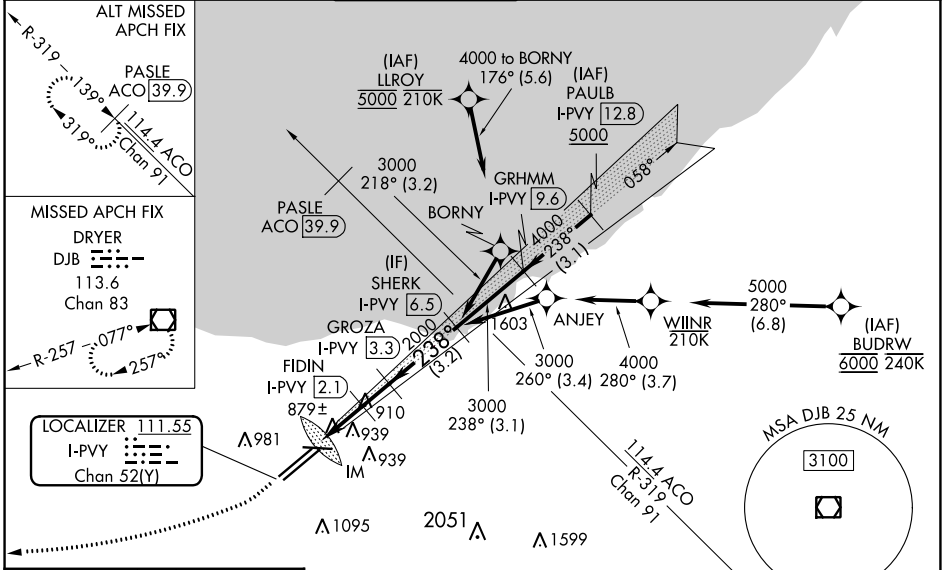 ALT MISSED
APCH FIX
R-319
139°
PASLE
ACO 39.9
319°
114.4 ACO
Chan 91
MISSED APCH FIX
DRYER
DJB
113.6
Chan 83
R-257
077°
257°
LOCALIZER 111.55
I-PVY
Chan 52(Y)
(IAF)
LLROY
5000 210K
4000 to BORNY
176° (5.6)
(IAF)
PAULB
I-PVY 12.8
5000
058°
3000
218° (3.2)
GRHMM
I-PVY 9.6
PASLE
ACO 39.9
BORNY
4000
238°
(3.1)
(IF)
SHERK
I-PVY 6.5
1603
ANJEY
WIINR
210K
5000
280°
(6.8)
(IAF)
BUDRW
6000 240K
GROZA
I-PVY 3.3
2000
238°
(3.2)
3000
260° (3.4)
4000
280° (3.7)
3000
238° (3.1)
FIDIN
I-PVY 2.1
879±
910
981
939
939
IM
1095
2051
1599
114.4 ACO
R-319
Chan 91
MSA DJB 25 NM
3100